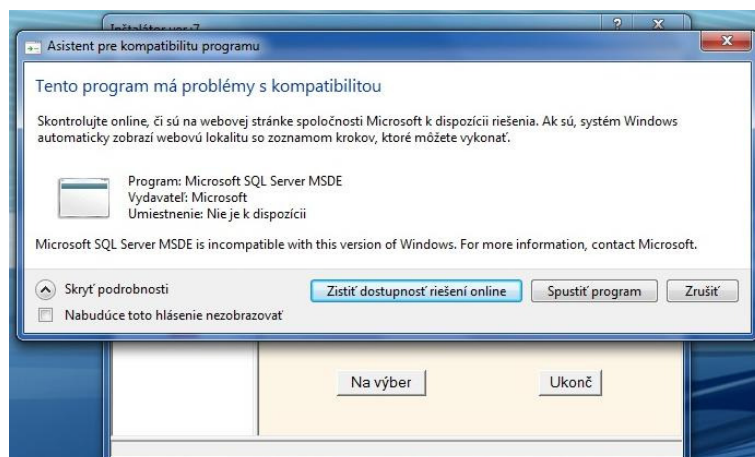 Inštalátor ver.:7
Asistent pre kompatibilitu programu
Tento program má problémy s kompatibilitou
Skontrolujte online, či sú na webovej stránke spoločnosti Microsoft k dispozícii riešenia. Ak sú, systém Windows
automaticky zobrazí webovú lokalitu so zoznamom krokov, ktoré môžete vykonať.
Program: Microsoft SQL Server MSDE
Vydavateľ: Microsoft
Umiestnenie: Nie je k dispozícii
Microsoft SQL Server MSDE is incompatible with this version of Windows. For more information, contact Microsoft.
Skryť podrobnosti
Zistiť dostupnosť riešení online
Spustiť program
Zrušiť
Nabudúce toto hlásenie nezobrazovať
Na výber
Ukonč